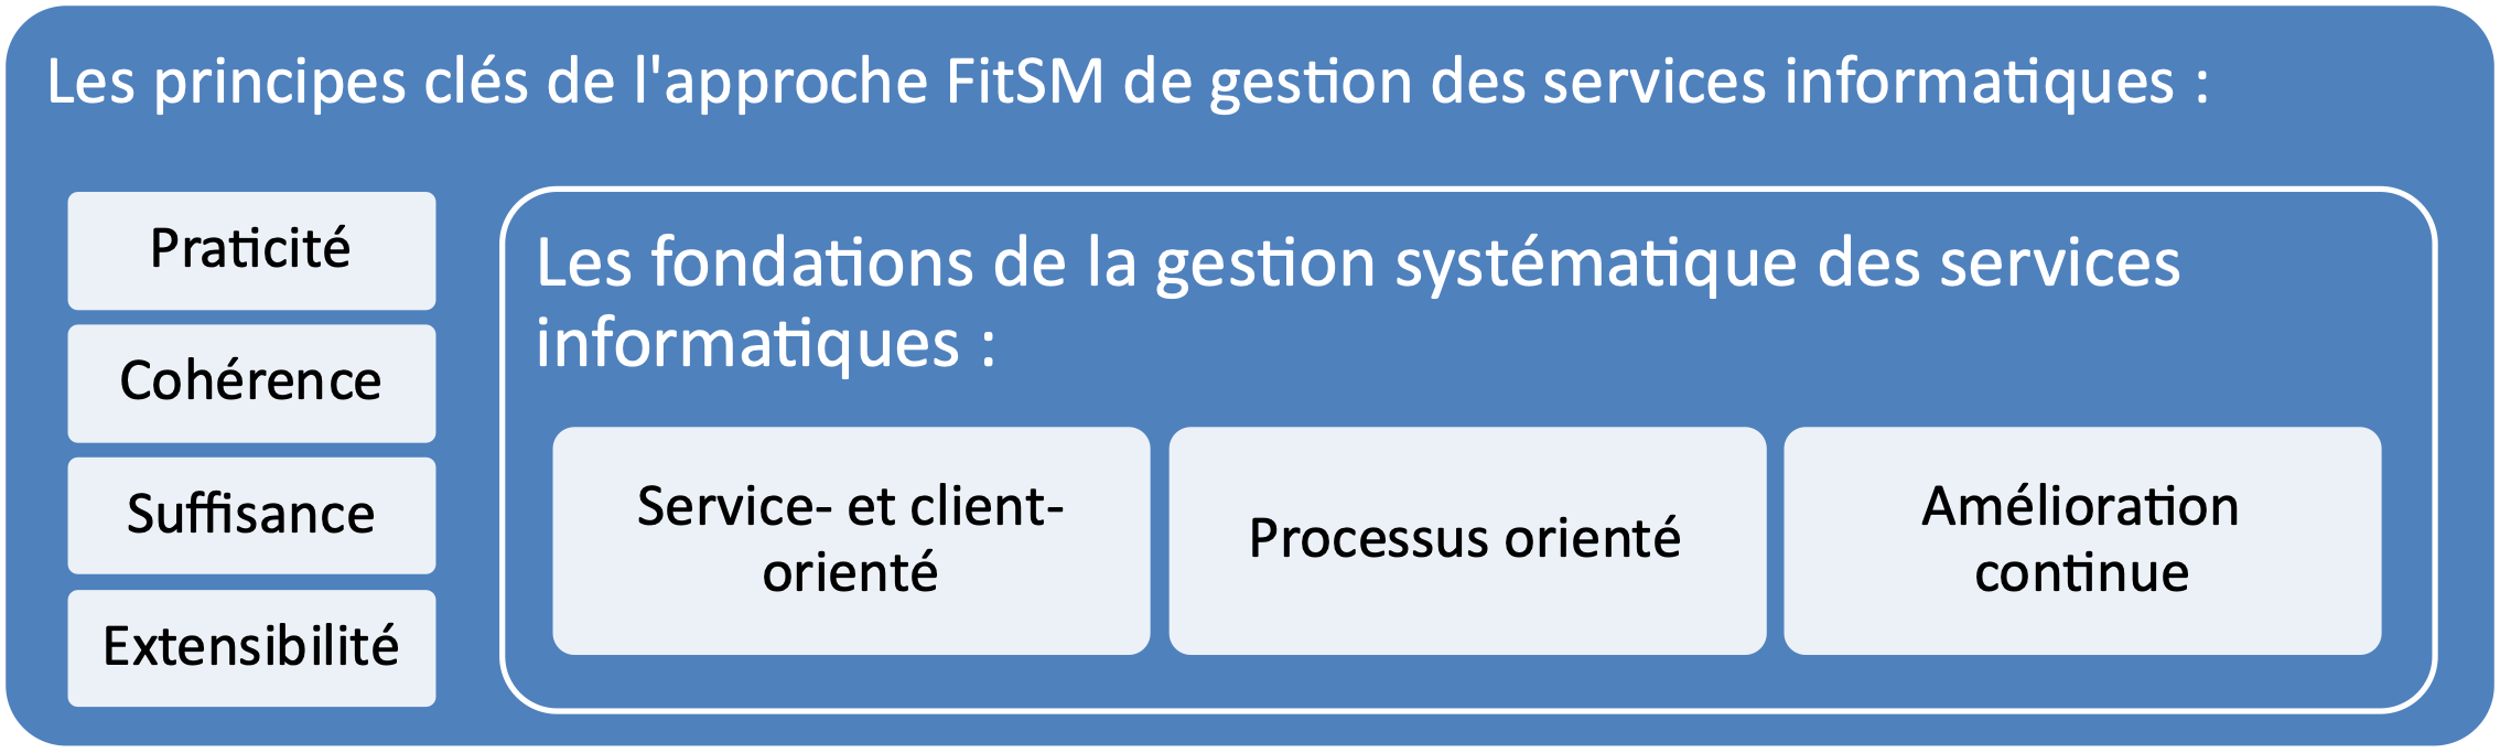 Les principes clés de l'approche FitSM de gestion des services informatiques :
Praticité
Cohérence
Suffisance
Extensibilité
Les fondations de la gestion systématique des services
informatiques :
Service- et client-
orienté
Processus orienté
Amélioration
continue